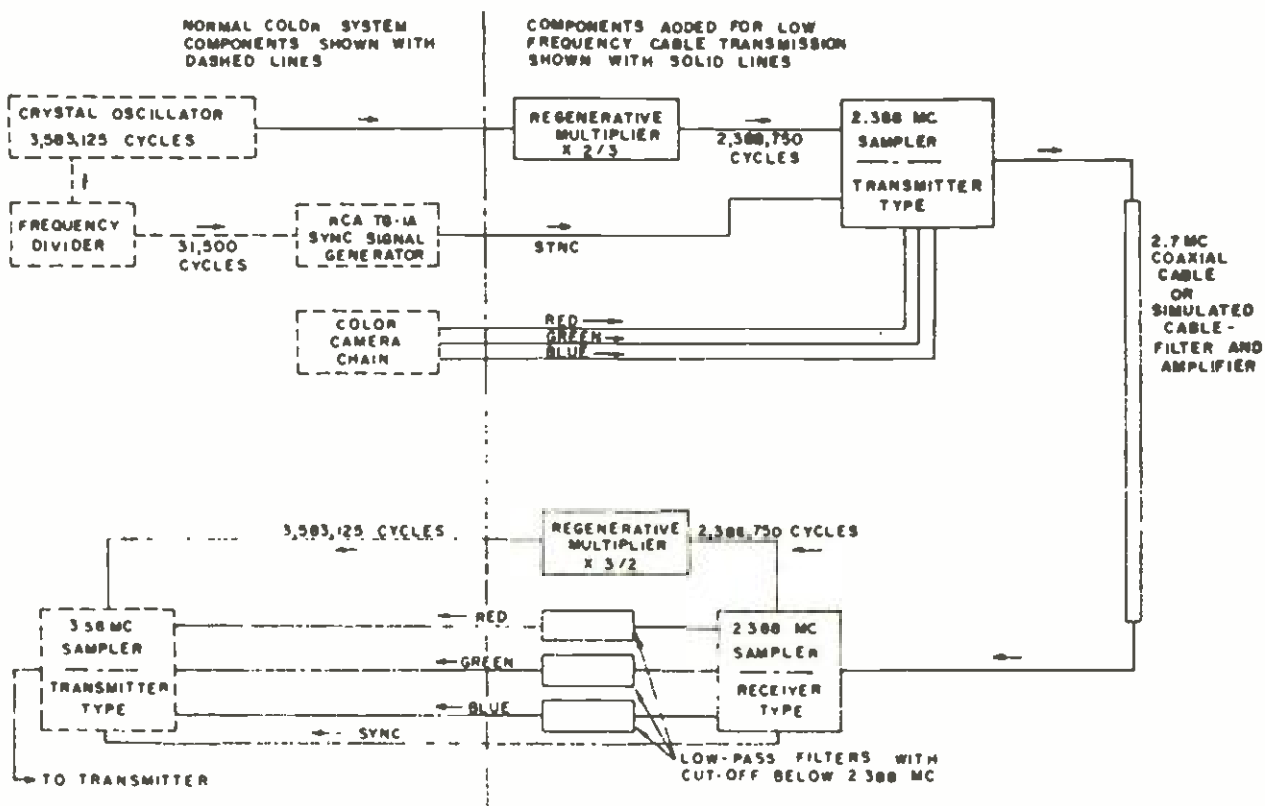 NORMAL COLOR SYSTEM
COMPONENTS SHOWN WITH
DASHED LINES
COMPONENTS ADDED FOR LOW
FREQUENCY CABLE TRANSMISSION
SHOWN WITH SOLID LINES
CRYSTAL OSCILLATOR
3,583,125 CYCLES
REGENERATIVE
MULTIPLIER
X 2/3
2,388,750
CYCLES
2.388 MC
SAMPLER
TRANSMITTER
TYPE
FREQUENCY
DIVIDER
31,500
CYCLES
RCA TG-1A
SYNC SIGNAL
GENERATOR
SYNC
2.7 MC
COAXIAL
CABLE
OR
SIMULATED
CABLE-
FILTER AND
AMPLIFIER
COLOR
CAMERA
CHAIN
RED
GREEN
BLUE
3,583,125 CYCLES
REGENERATIVE
MULTIPLIER
X 3/2
2,388,750 CYCLES
3.58 MC
SAMPLER
TRANSMITTER
TYPE
RED
GREEN
BLUE
SYNC
2.388 MC
SAMPLER
RECEIVER
TYPE
TO TRANSMITTER
LOW-PASS FILTERS WITH
CUT-OFF BELOW 2.388 MC